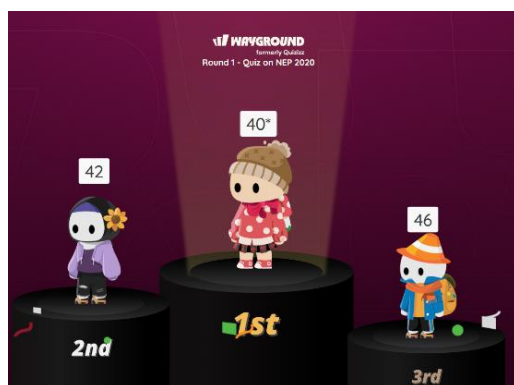 WAYGROUND
formerly Quizizz
Round 1 - Quiz on NEP 2020
40*
42
46
1st
2nd
3rd